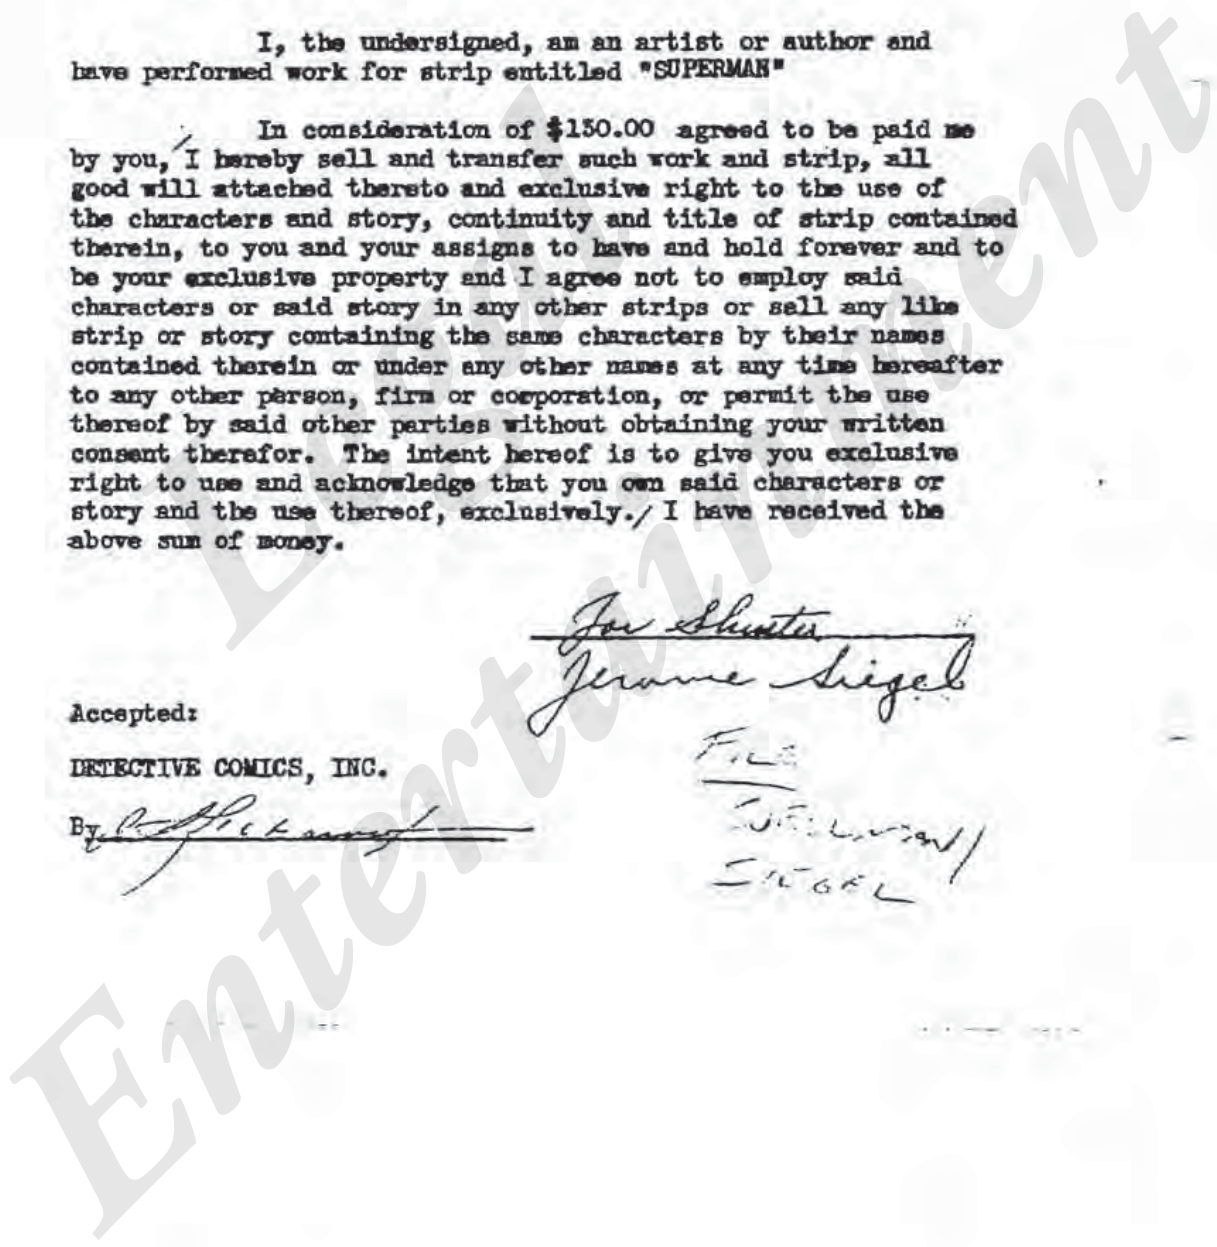 I, the undersigned, am an artist or author and
have performed work for strip entitled "SUPERMAN"
In consideration of $130.00 agreed to be paid me
by you, I hereby sell and transfer such work and strip, all
good will attached thereto and exclusive right to the use of
the characters and story, continuity and title of strip contained
therein, to you and your assigns to have and hold forever and to
be your exclusive property and I agree not to employ said
characters or said story in any other strips or sell any like
strip or story containing the same characters by their names
contained therein or under any other names at any time hereafter
to any other person, firm or corporation, or permit the use
thereof by said other parties without obtaining your written
consent therefor. The intent hereof is to give you exclusive
right to use and acknowledge that you own said characters or
story and the use thereof, exclusively. I have received the
above sum of money.
Joe Shuster
Jerome Siegel
Accepted:
DETECTIVE COMICS, INC.
FILE
By
SIEGEL
Legal
Entertainment